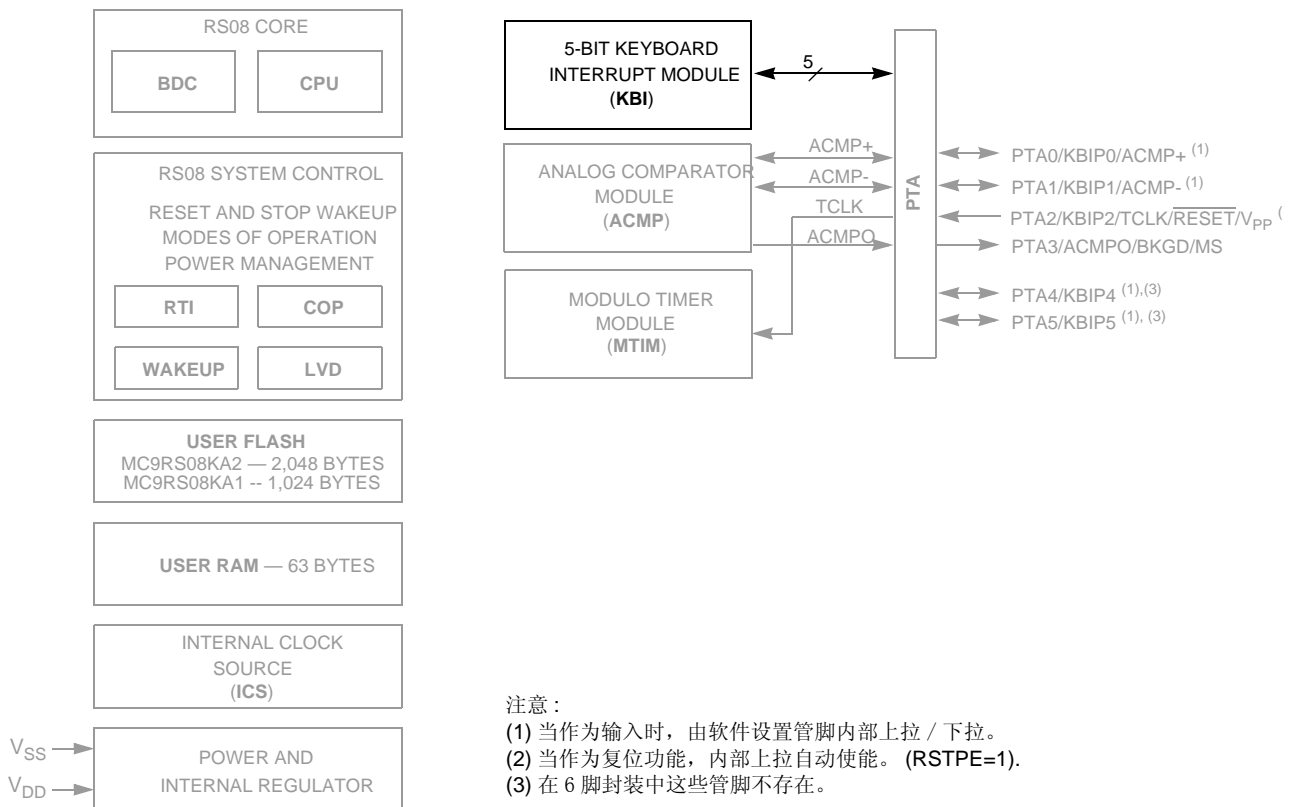 RS08 CORE
BDC
CPU
RS08 SYSTEM CONTROL
RESET AND STOP WAKEUP
MODES OF OPERATION
POWER MANAGEMENT
RTI
COP
WAKEUP
LVD
USER FLASH
MC9RS08KA2 — 2,048 BYTES
MC9RS08KA1 -- 1,024 BYTES
USER RAM — 63 BYTES
INTERNAL CLOCK
SOURCE
(ICS)
VSS
VDD
POWER AND
INTERNAL REGULATOR
5-BIT KEYBOARD
INTERRUPT MODULE
(KBI)
5
ANALOG COMPARATOR
MODULE
(ACMP)
ACMP+
ACMP-
TCLK
ACMPO
MODULO TIMER
MODULE
(MTIM)
PTA
PTA0/KBIP0/ACMP+ (1)
PTA1/KBIP1/ACMP- (1)
PTA2/KBIP2/TCLK/RESET/VPP (
PTA3/ACMPO/BKGD/MS
PTA4/KBIP4 (1),(3)
PTA5/KBIP5 (1), (3)
注意:
(1) 当作为输入时，由软件设置管脚内部上拉 / 下拉。
(2) 当作为复位功能，内部上拉自动使能。 (RSTPE=1).
(3) 在 6 脚封装中这些管脚不存在。